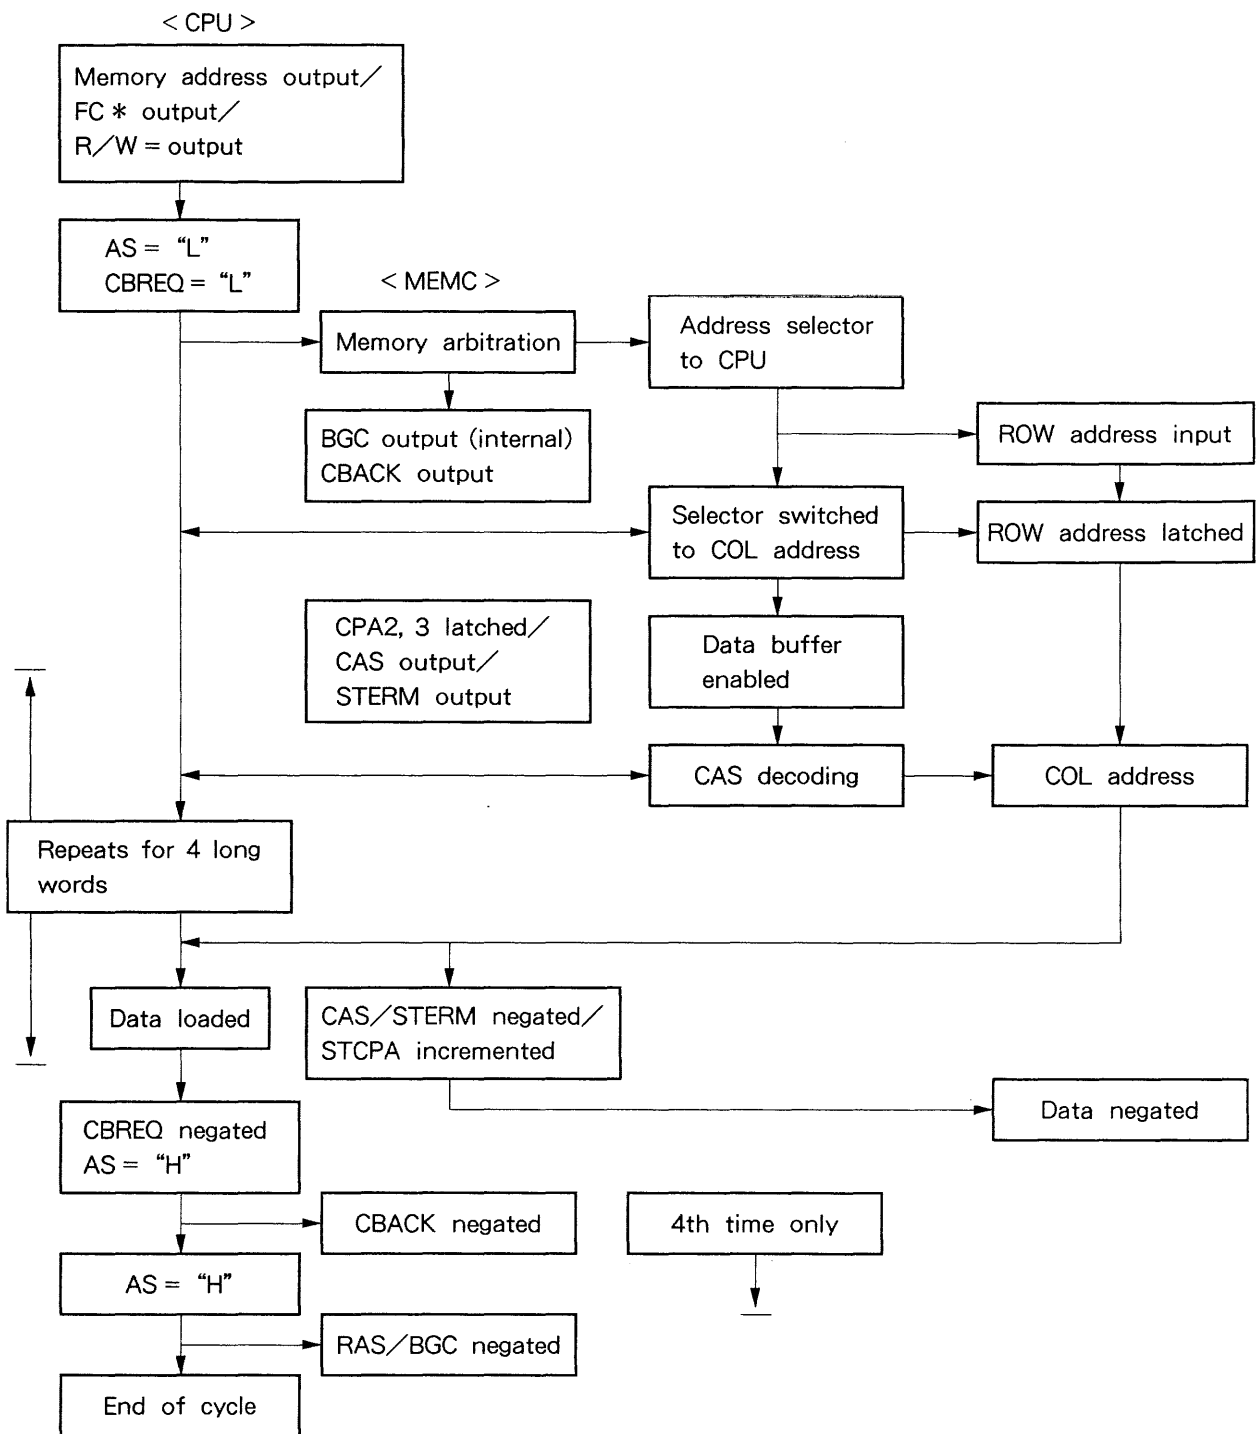 < CPU >
Memory address output／
FC＊ output／
R／W = output
AS = “L”
CBREQ = “L”
< MEMC >
Memory arbitration
Address selector
to CPU
BGC output (internal)
CBACK output
ROW address input
Selector switched
to COL address
ROW address latched
CPA2, 3 latched／
CAS output／
STERM output
Data buffer
enabled
CAS decoding
COL address
Repeats for 4 long
words
Data loaded
CAS／STERM negated／
STCPA incremented
Data negated
CBREQ negated
AS = “H”
CBACK negated
4th time only
AS = “H”
RAS／BGC negated
End of cycle